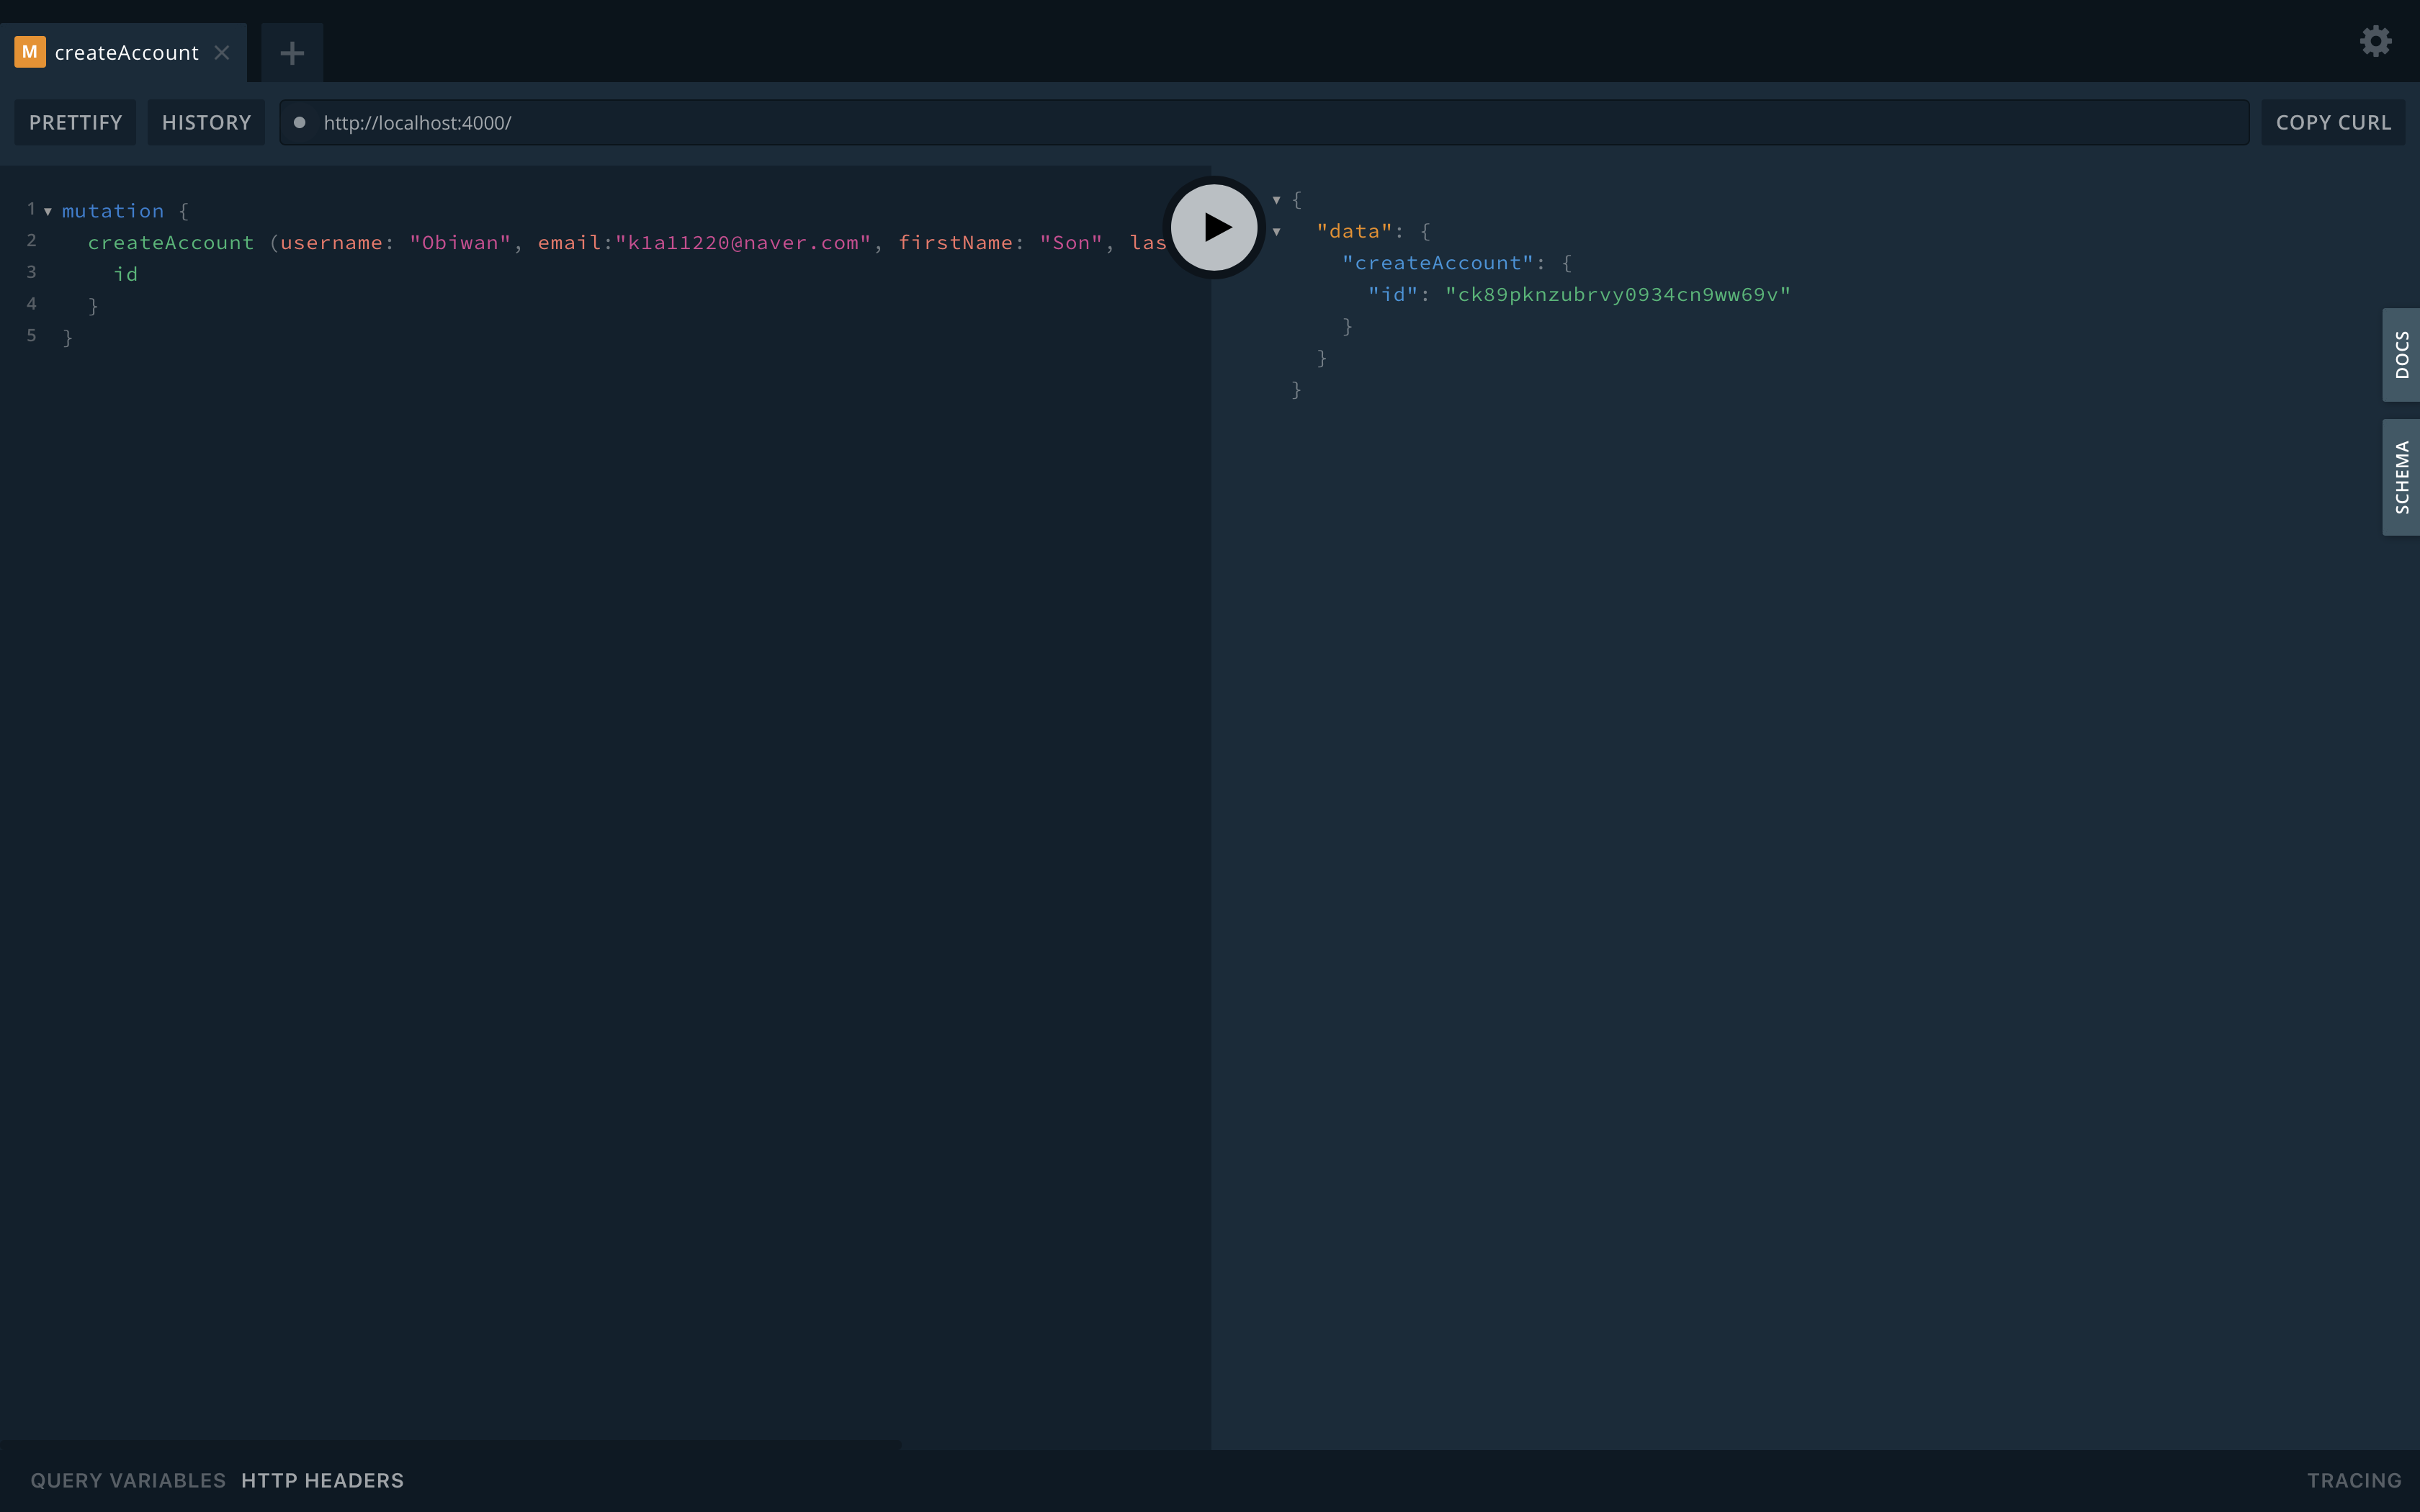 M createAccount
PRETTIFY HISTORY http://localhost:4000/ COPY CURL
1 mutation {
2 createAccount (username: "Obiwan", email:"k1a11220@naver.com", firstName: "Son", las
3 id
4 }
5 }
{
"data": {
"createAccount": {
"id": "ck89pknzubrvy0934cn9ww69v"
}
}
}
DOCS
SCHEMA
QUERY VARIABLES HTTP HEADERS TRACING